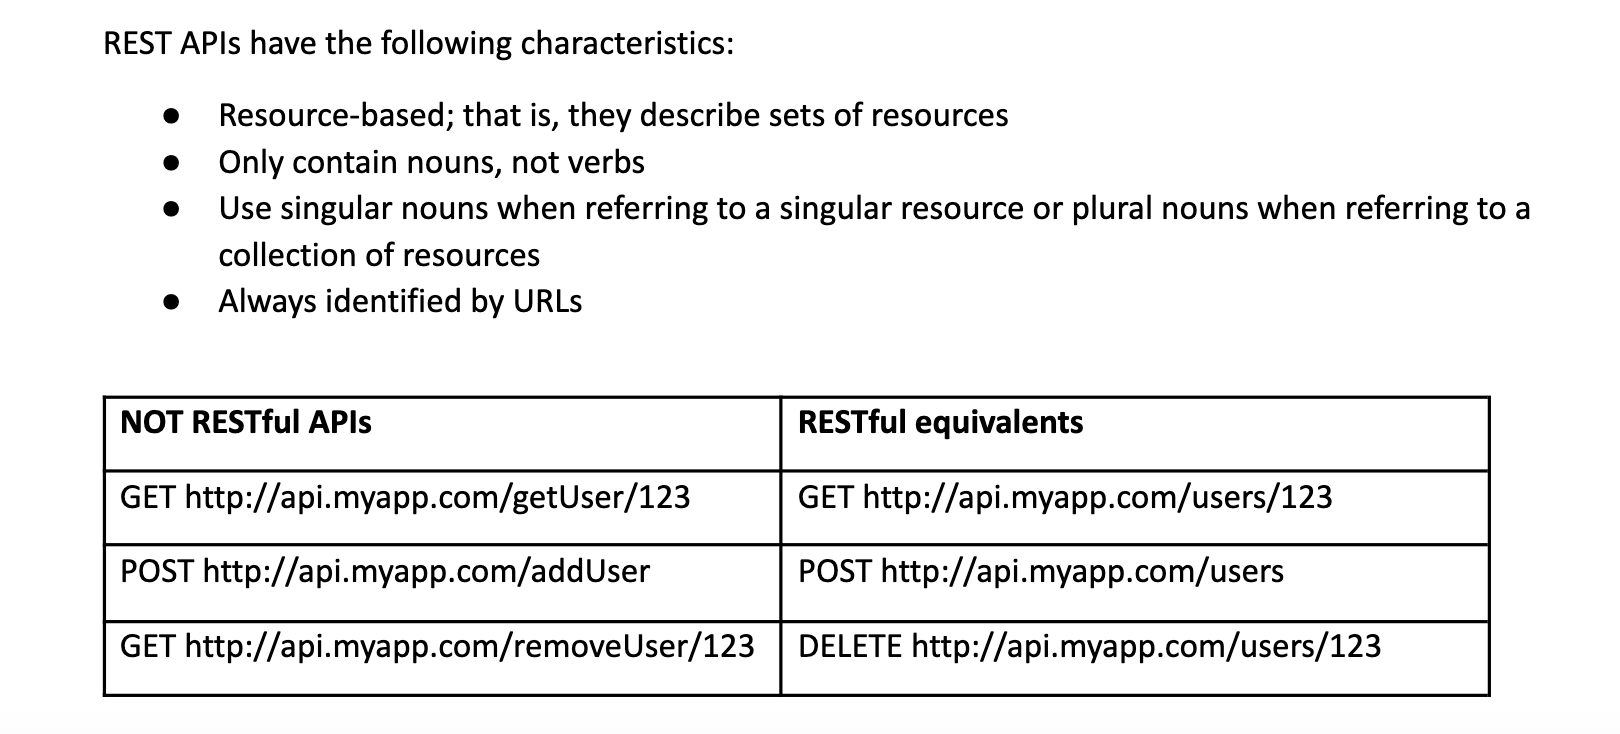 REST APIs have the following characteristics:
● Resource-based; that is, they describe sets of resources
● Only contain nouns, not verbs
● Use singular nouns when referring to a singular resource or plural nouns when referring to a
collection of resources
● Always identified by URLs
NOT RESTful APIs RESTful equivalents
GET http://api.myapp.com/getUser/123 GET http://api.myapp.com/users/123
POST http://api.myapp.com/addUser POST http://api.myapp.com/users
GET http://api.myapp.com/removeUser/123 DELETE http://api.myapp.com/users/123